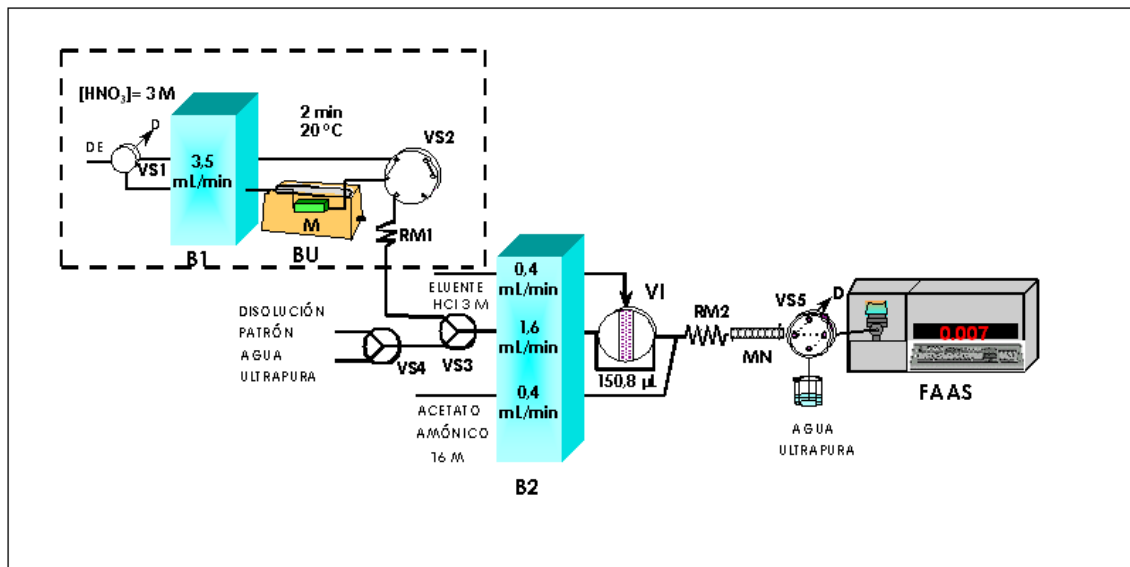 [HNO3]= 3 M
DE
D
VS1
3,5
mL/min
B1
2 min
20 ºC
VS2
M
BU
RM1
ELUENTE
HCl 3 M
DISOLUCIÓN
PATRÓN
AGUA
ULTRAPURA
VS4
VS3
0,4
mL/min
1,6
mL/min
0,4
mL/min
ACETATO
AMÓNICO
16 M
B2
VI
150,8 µL
RM2
MN
VS5
D
AGUA
ULTRAPURA
0.007
FAAS